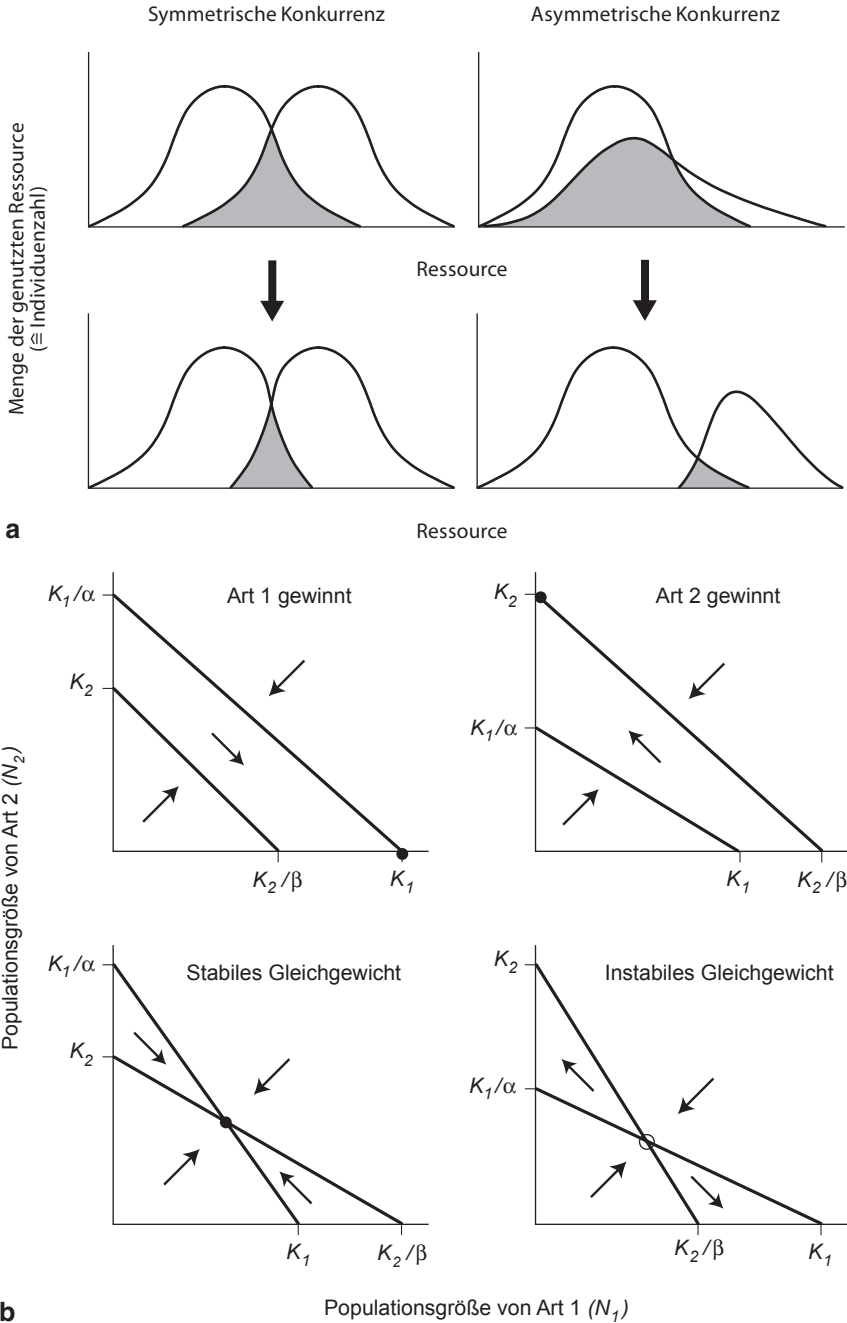 Symmetrische Konkurrenz
Asymmetrische Konkurrenz
Menge der genutzten Ressource
(≙ Individuenzahl)
Ressource
a
Ressource
K₁/α
Art 1 gewinnt
K₂
K₂/β
K₁
K₂
Art 2 gewinnt
K₁/α
K₁
K₂/β
Populationsgröße von Art 2 (N₂)
K₁/α
Stabiles Gleichgewicht
K₂
K₁
K₂/β
K₂
Instabiles Gleichgewicht
K₁/α
K₂/β
K₁
b
Populationsgröße von Art 1 (N₁)